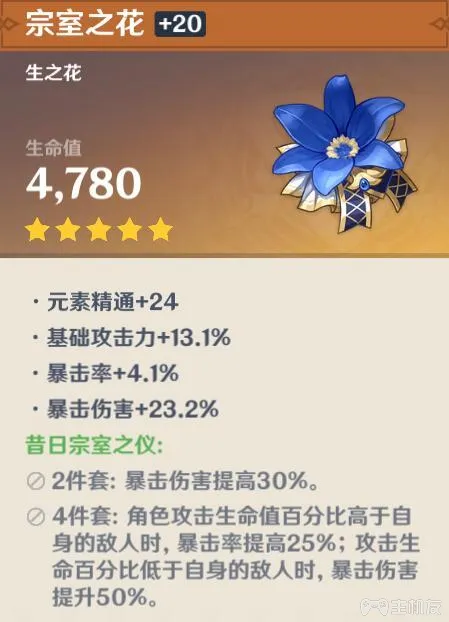 宗室之花 +20
生之花
生命值
4,780
·元素精通+24
·基础攻击力+13.1%
·暴击率+4.1%
·暴击伤害+23.2%
昔日宗室之仪:
2件套: 暴击伤害提高30%。
4件套: 角色攻击生命值百分比高于自
身的敌人时, 暴击率提高25%; 攻击生
命百分比低于自身的敌人时, 暴击伤害
提升50%。